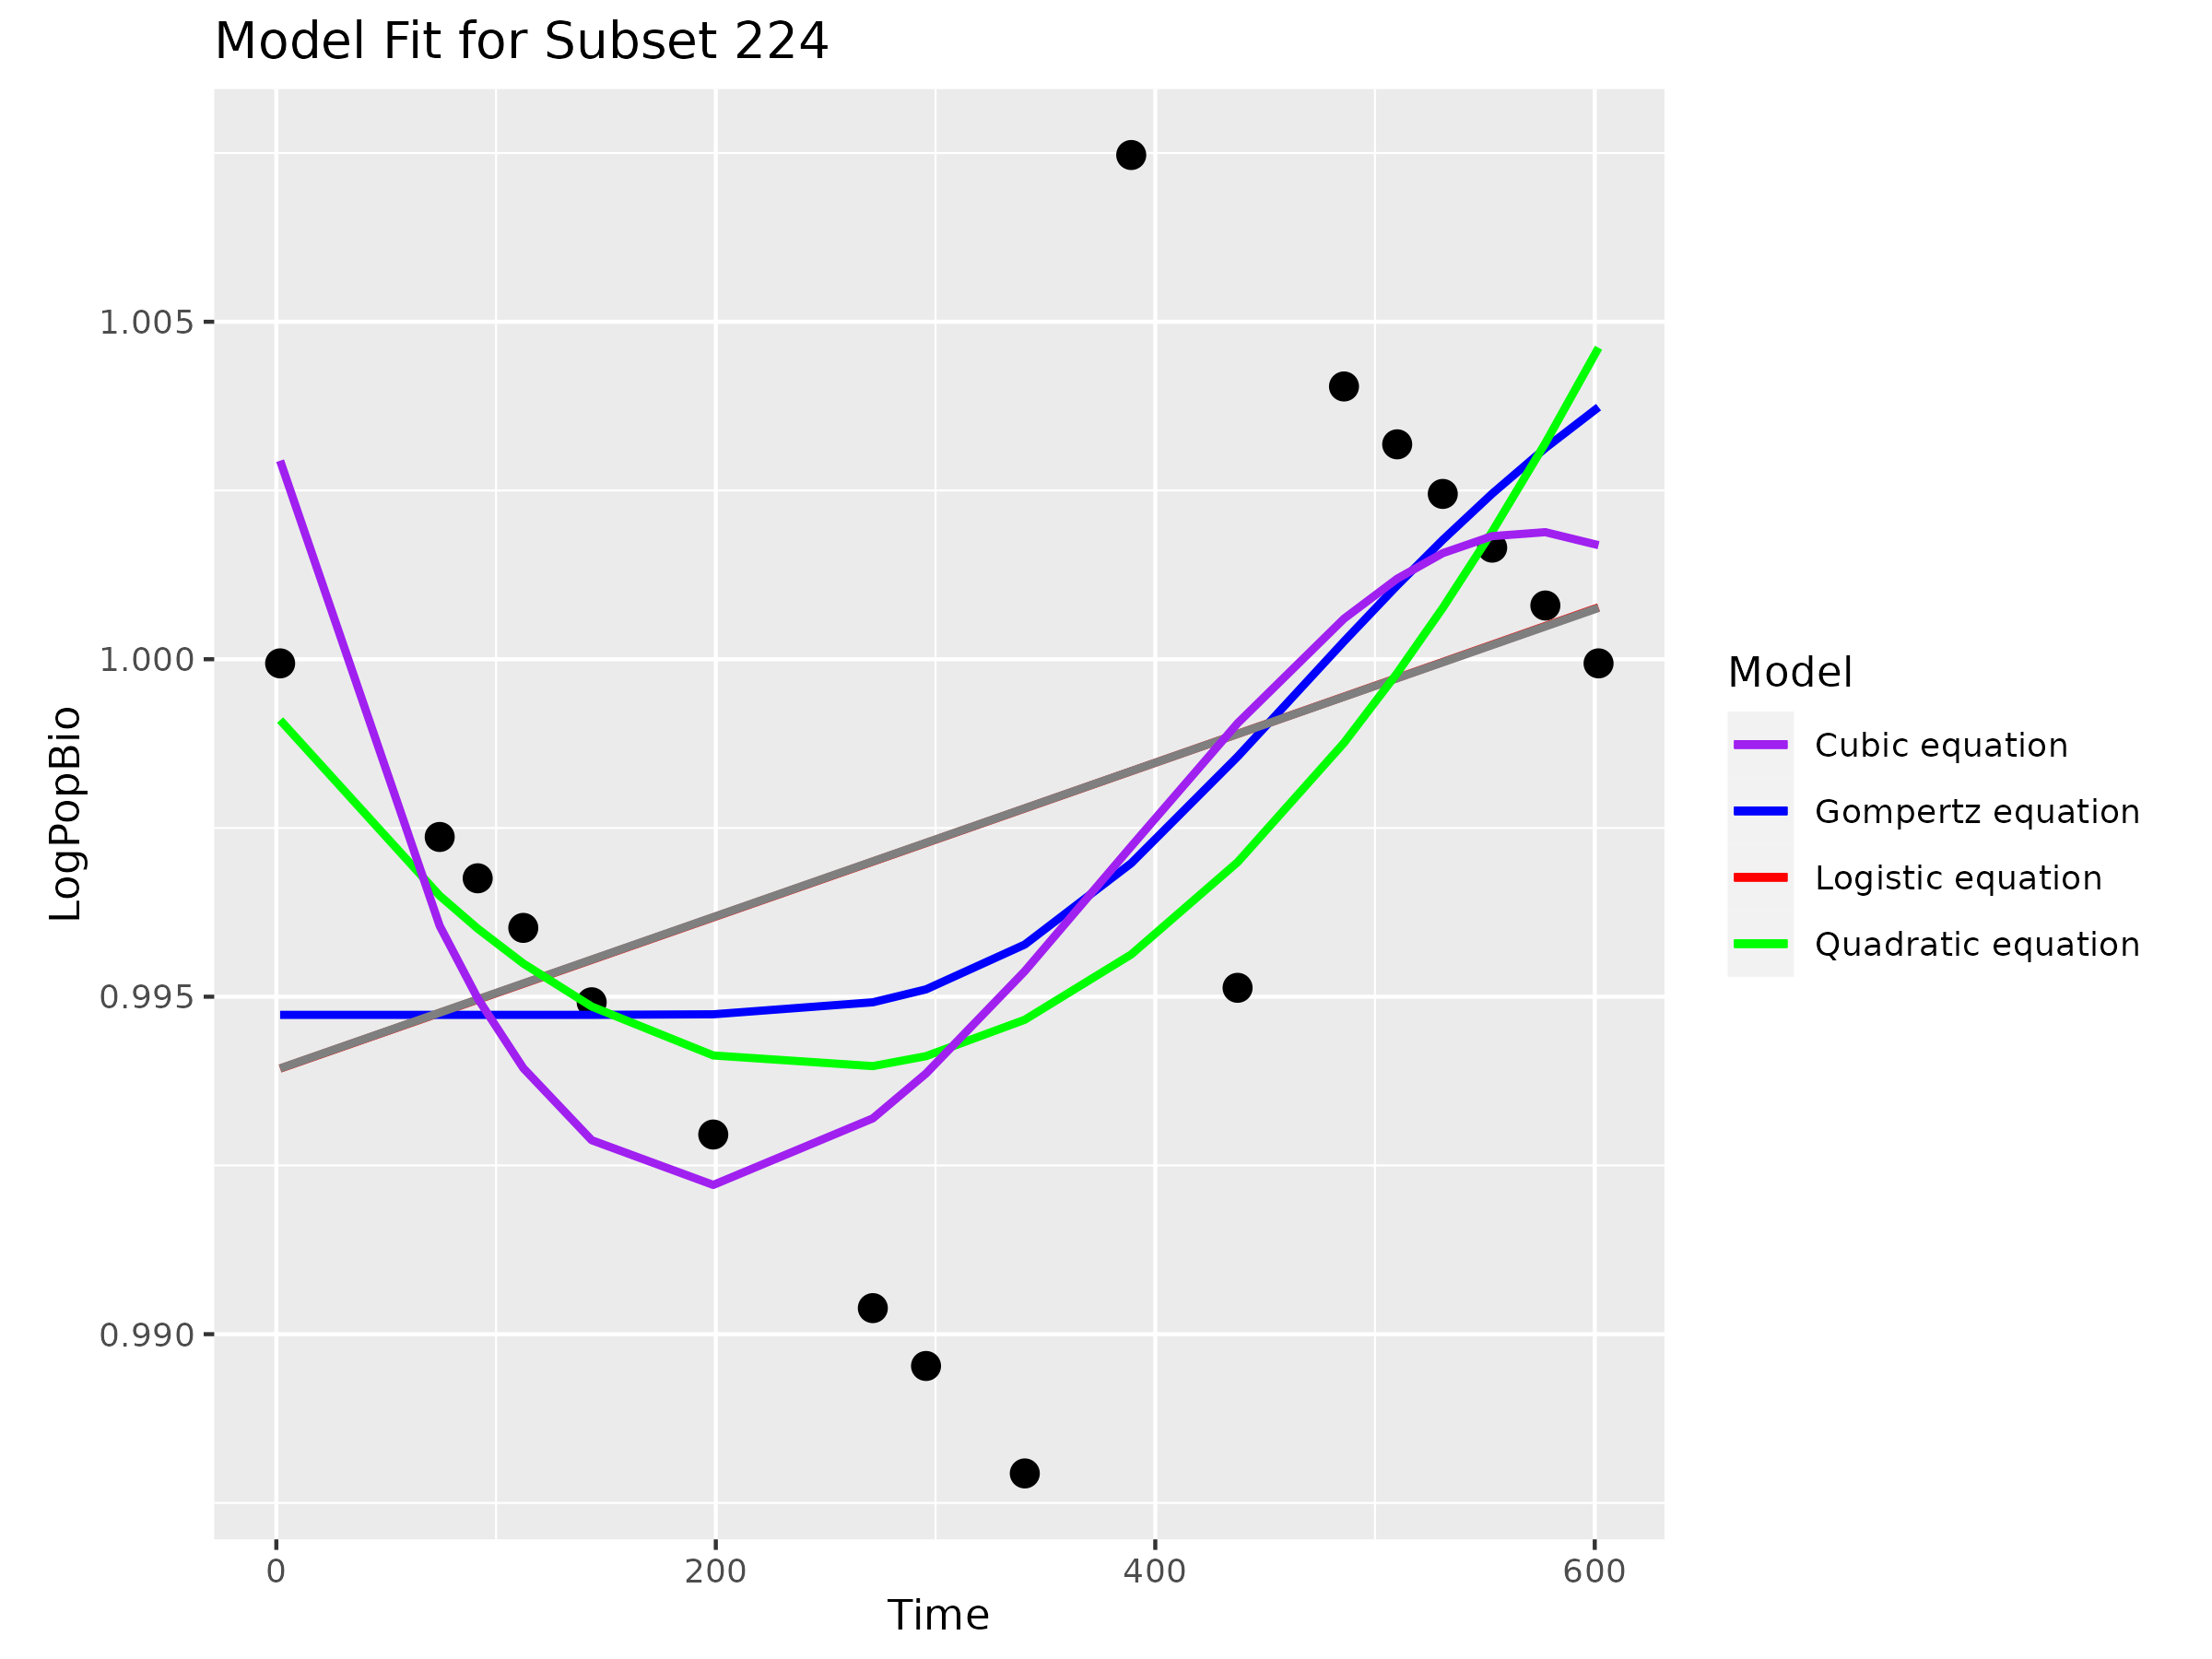 Model Fit for Subset 224
LogPopBio
1.005
1.000
0.995
0.990
0
200
400
600
Time
Model
Cubic equation
Gompertz equation
Logistic equation
Quadratic equation